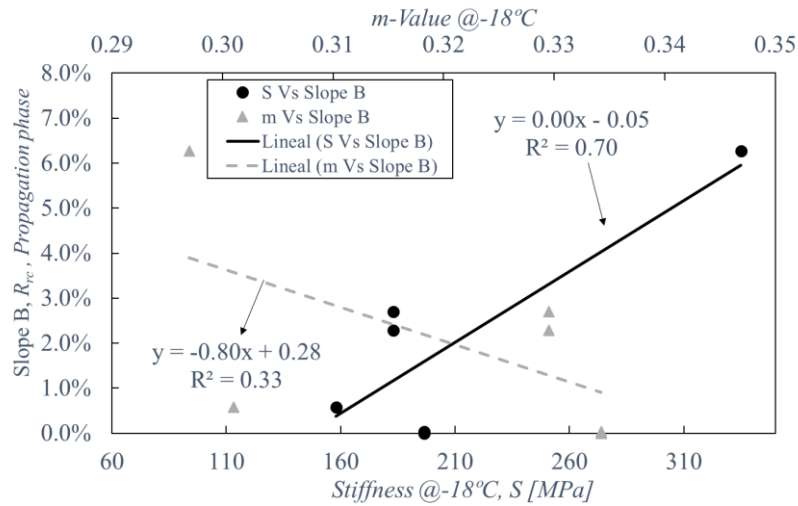 m-Value @-18ºC
0.29 0.30 0.31 0.32 0.33 0.34 0.35
8.0%
7.0%
6.0%
5.0%
4.0%
3.0%
2.0%
1.0%
0.0%
Slope B, Rrc , Propagation phase
S Vs Slope B
m Vs Slope B
Lineal (S Vs Slope B)
Lineal (m Vs Slope B)
y = 0.00x - 0.05
R² = 0.70
y = -0.80x + 0.28
R² = 0.33
60 110 160 210 260 310
Stiffness @-18ºC, S [MPa]